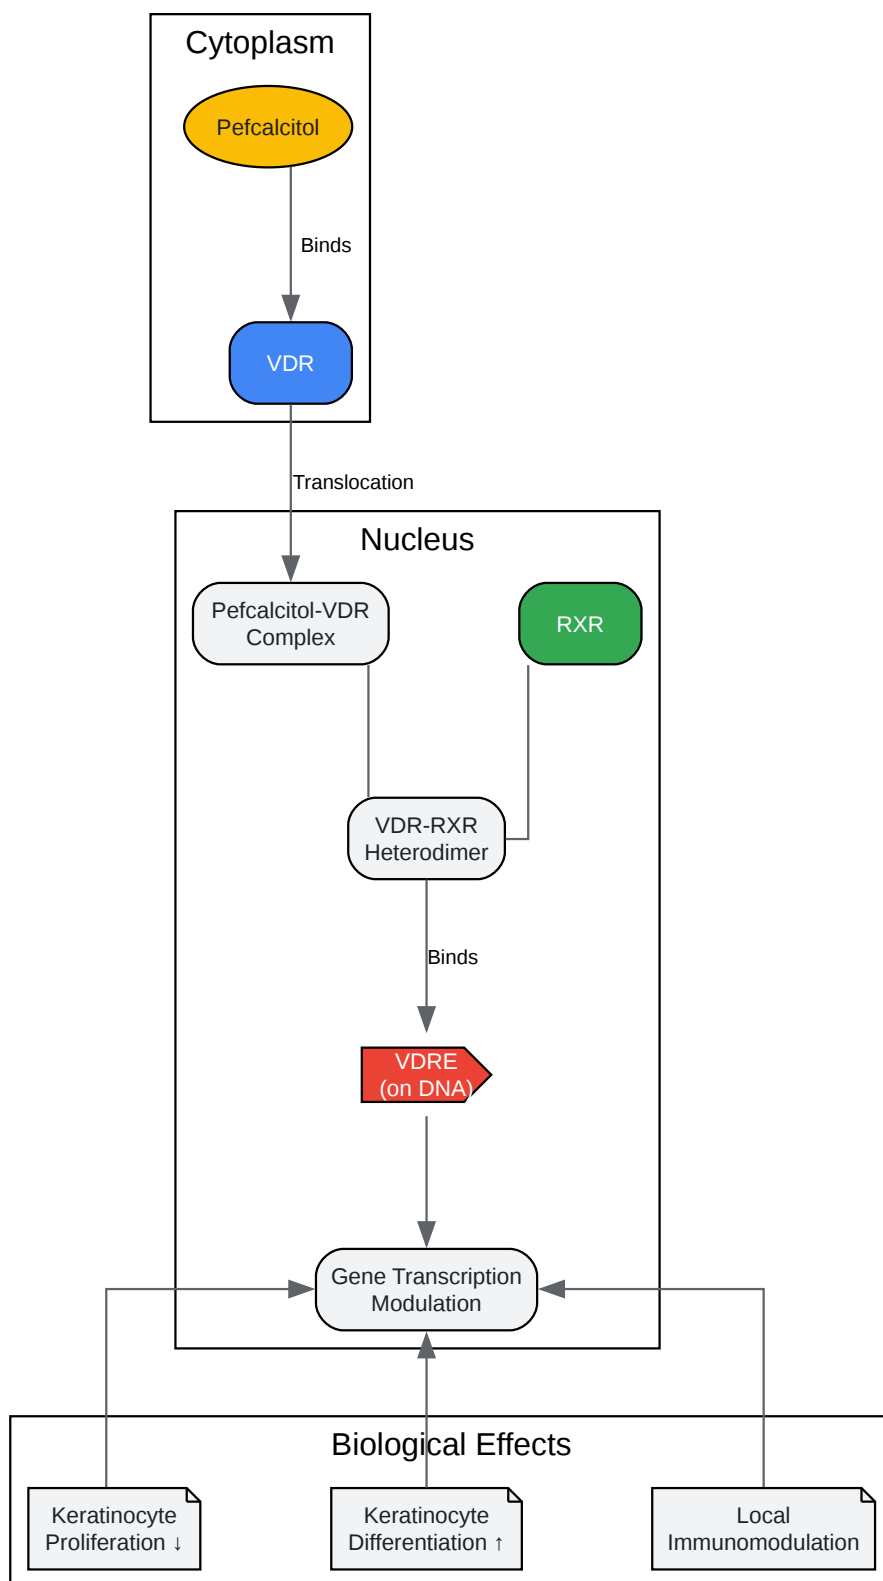 Cytoplasm
Pefcalcitol
Binds
VDR
Translocation
Nucleus
Pefcalcitol-VDR
Complex
RXR
VDR-RXR
Heterodimer
Binds
VDRE
(on DNA)
Gene Transcription
Modulation
Biological Effects
Keratinocyte
Proliferation ↓
Keratinocyte
Differentiation ↑
Local
Immunomodulation